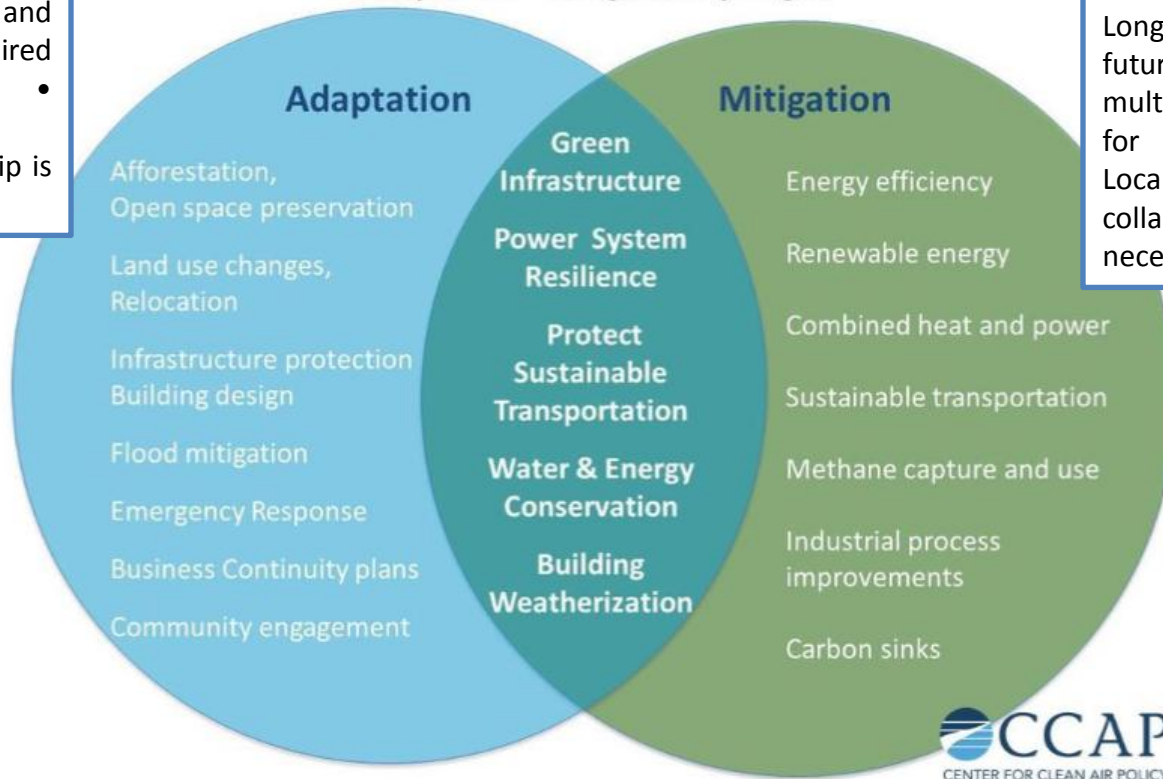 and
ired
•
ip is
Long
futur
mult
for
Loca
colla
nece
Adaptation
Afforestation,
Open space preservation
Land use changes,
Relocation
Infrastructure protection
Building design
Flood mitigation
Emergency Response
Business Continuity plans
Community engagement
Green
Infrastructure
Power System
Resilience
Protect
Sustainable
Transportation
Water & Energy
Conservation
Building
Weatherization
Mitigation
Energy efficiency
Renewable energy
Combined heat and power
Sustainable transportation
Methane capture and use
Industrial process
improvements
Carbon sinks
CCAP
CENTER FOR CLEAN AIR POLICY